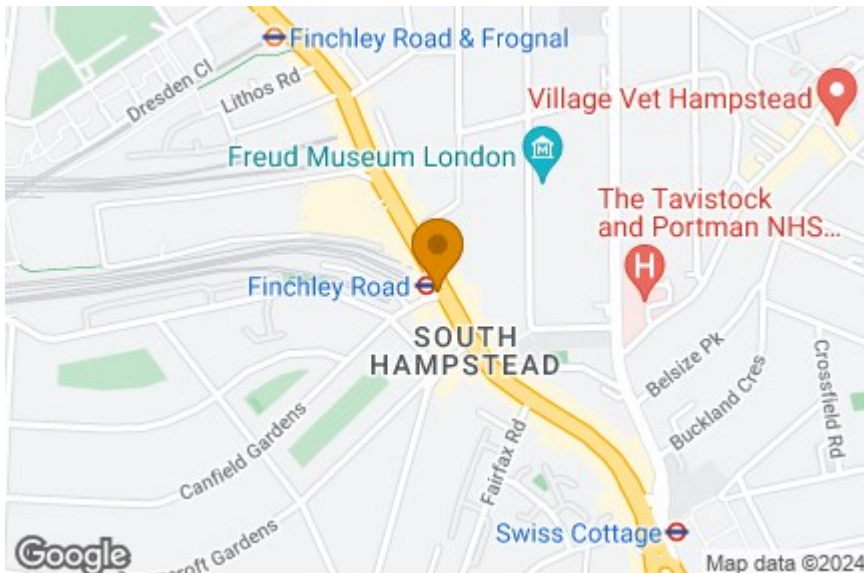 Finchley Road & Frognal
Dresden Cl
Lithos Rd
Village Vet Hampstead
Freud Museum London
M
The Tavistock
and Portman NHS...
H
Finchley Road
SOUTH
HAMPSTEAD
Belsize Pk
Crossfield Rd
Buckland Cres
Canfield Gardens
Fairfax Rd
Swiss Cottage
Gardens
Google
Map data ©2024